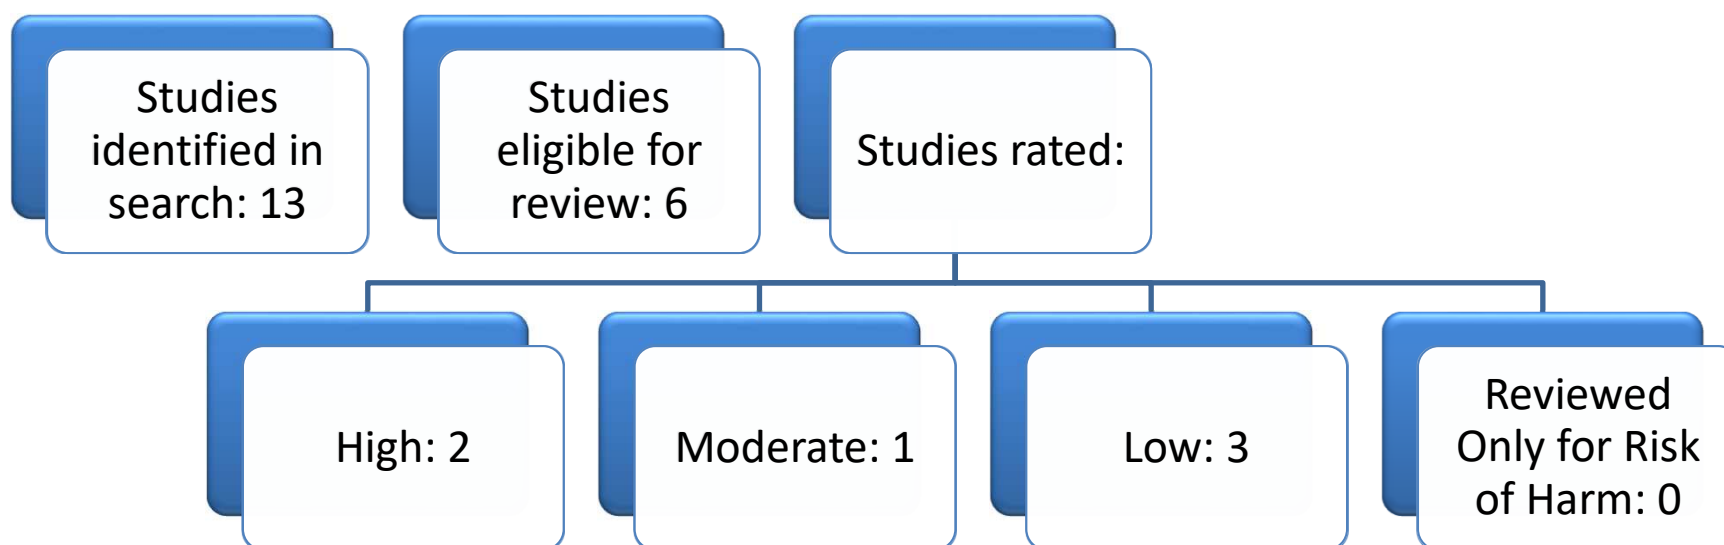 Studies
identified in
search: 13
Studies
eligible for
review: 6
Studies rated:
High: 2
Moderate: 1
Low: 3
Reviewed
Only for Risk
of Harm: 0